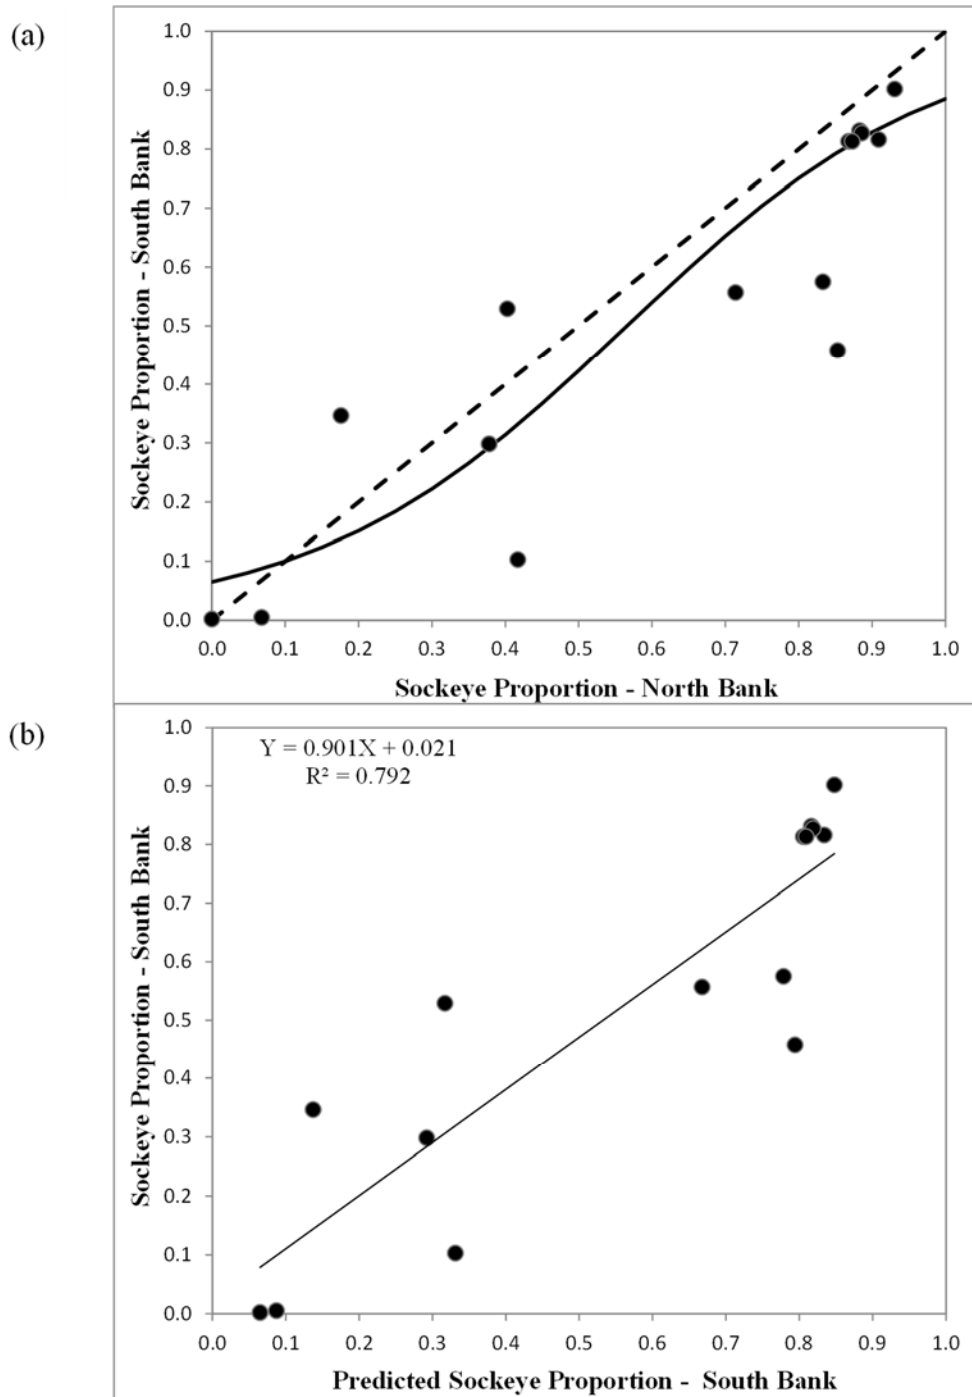 (a)
Sockeye Proportion - South Bank
1.0
0.9
0.8
0.7
0.6
0.5
0.4
0.3
0.2
0.1
0.0
0.0 0.1 0.2 0.3 0.4 0.5 0.6 0.7 0.8 0.9 1.0
Sockeye Proportion - North Bank
(b)
Y = 0.901X + 0.021
R² = 0.792
Sockeye Proportion - South Bank
1.0
0.9
0.8
0.7
0.6
0.5
0.4
0.3
0.2
0.1
0.0
0.0 0.1 0.2 0.3 0.4 0.5 0.6 0.7 0.8 0.9 1.0
Predicted Sockeye Proportion - South Bank